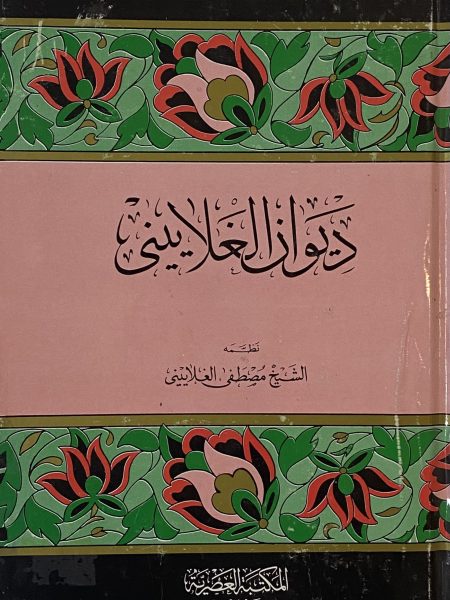 ديوان الغلاييني
نظمه
الشيخ مصطفى الغلاييني
المكتبة العصرية